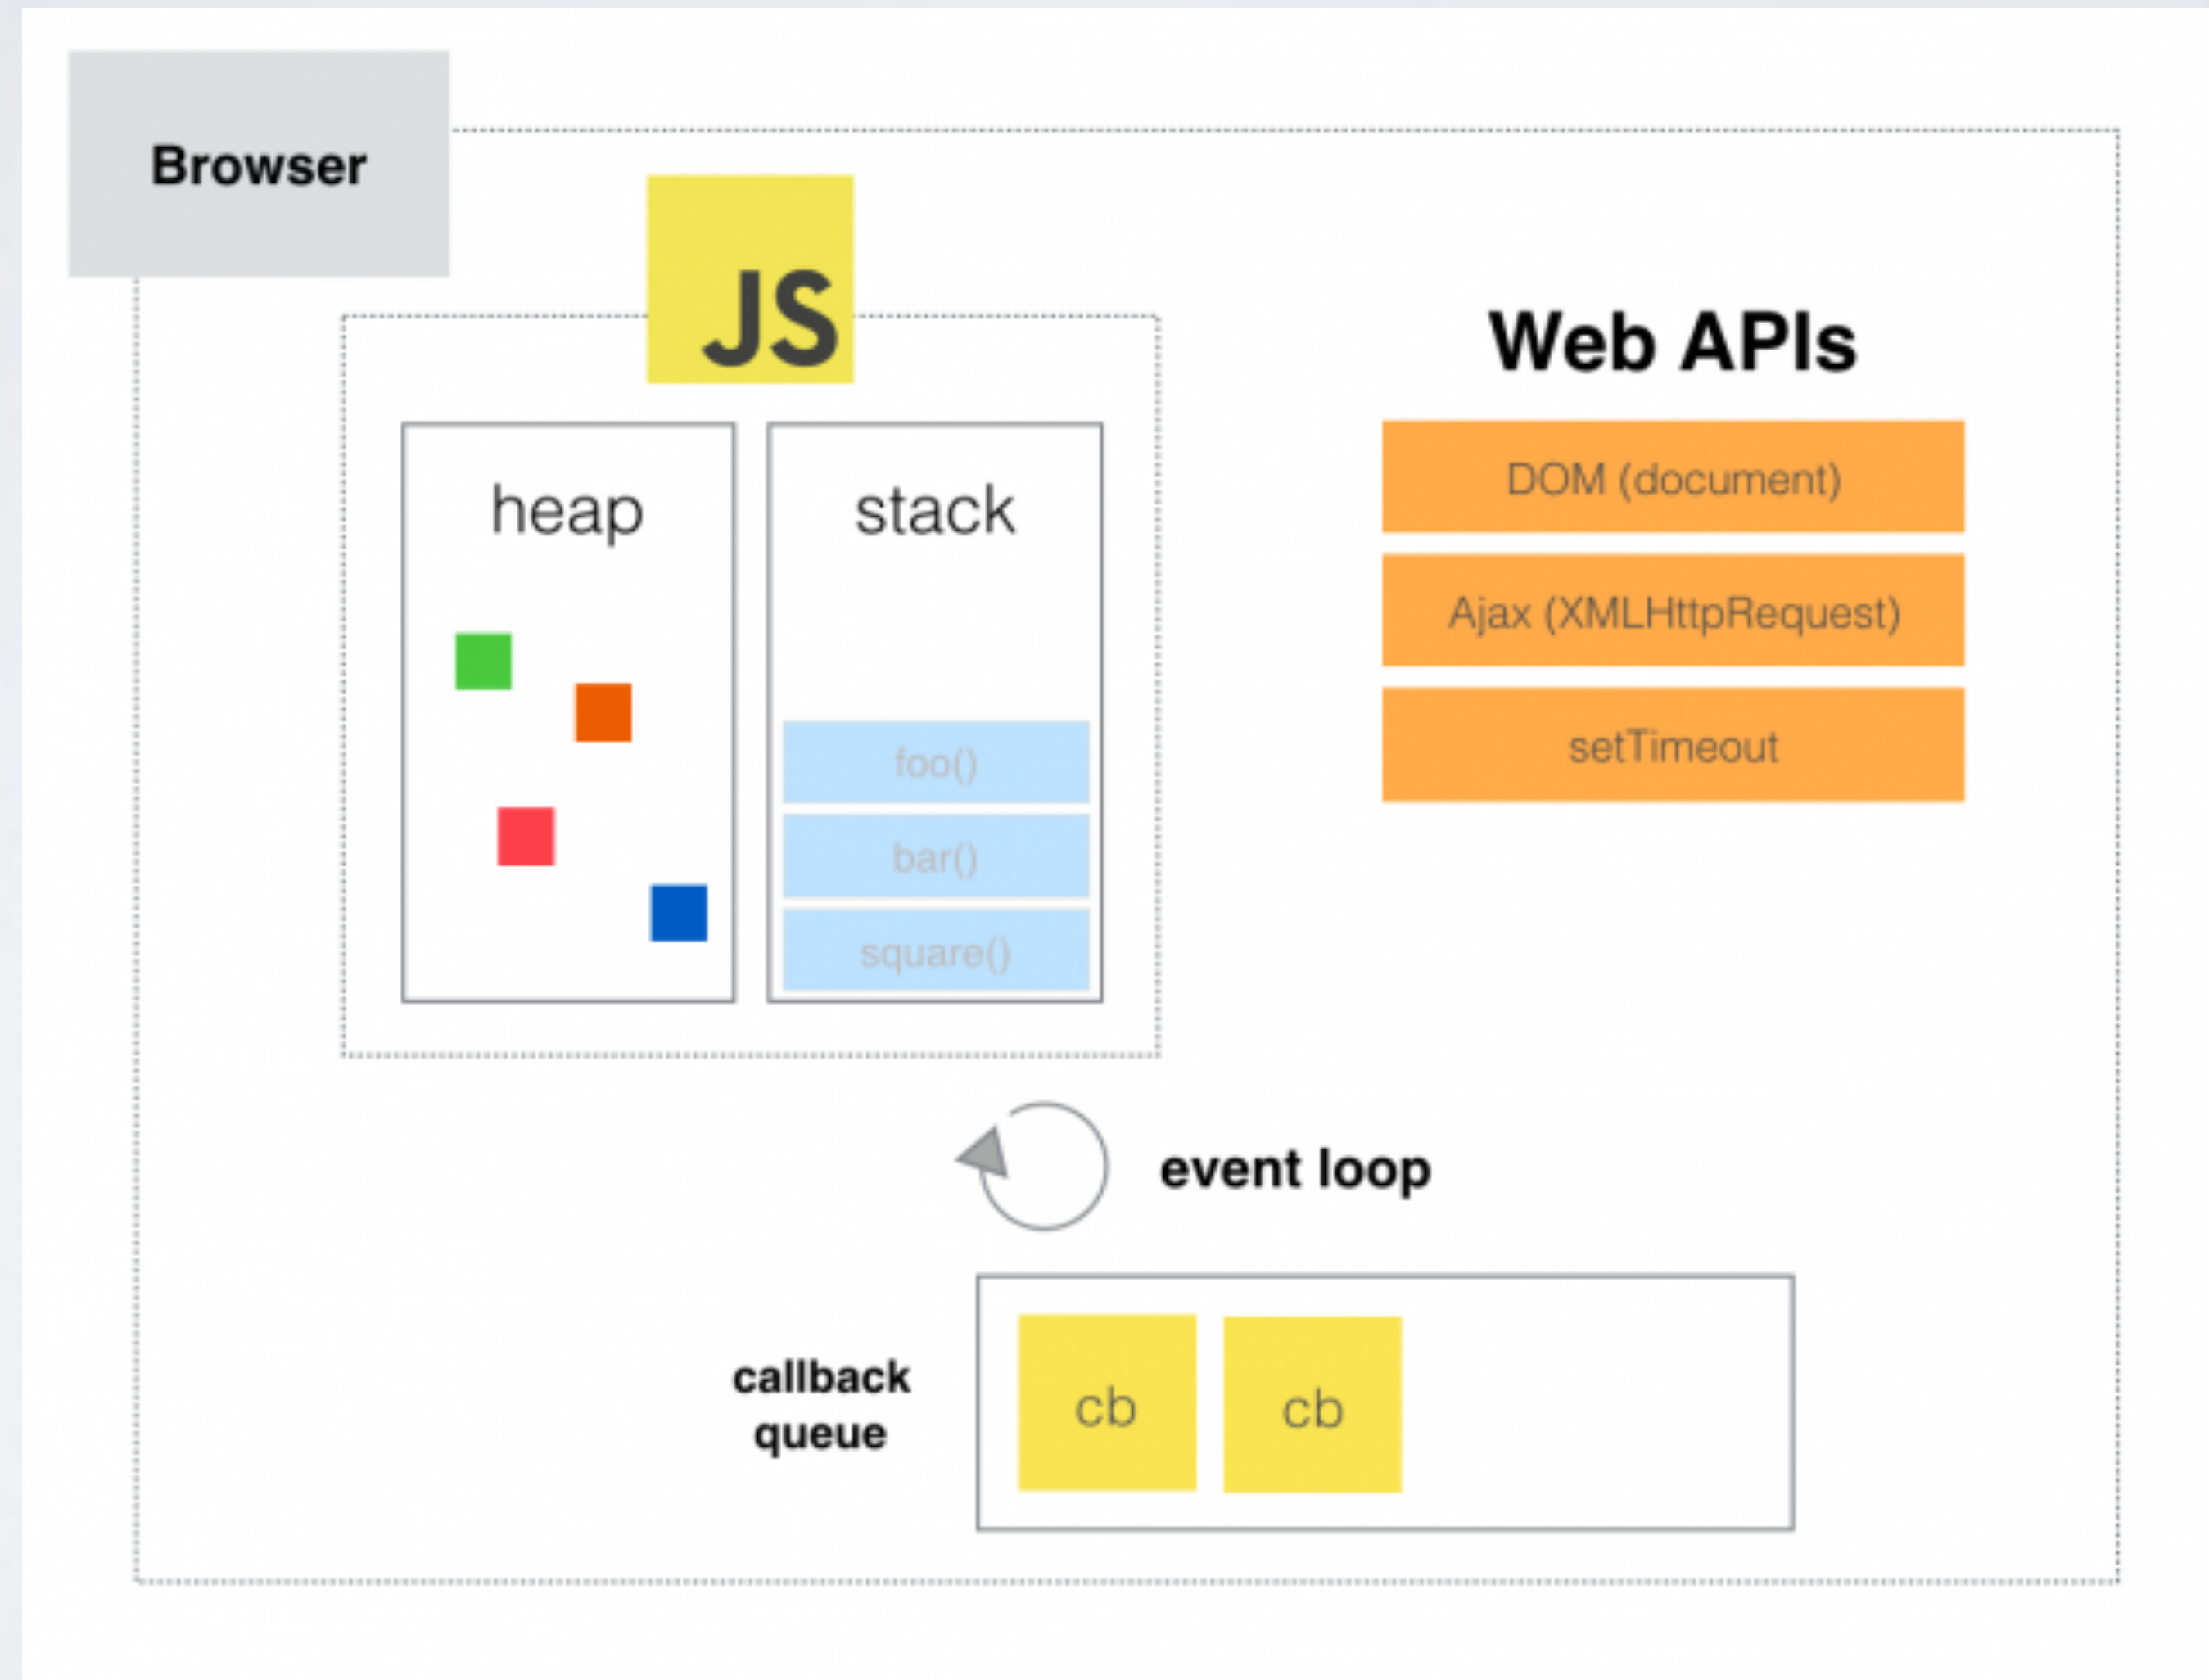 Browser
JS
Web APIs
heap
stack
DOM (document)
Ajax (XMLHttpRequest)
setTimeout
foo()
bar()
square()
event loop
callback
queue
cb
cb